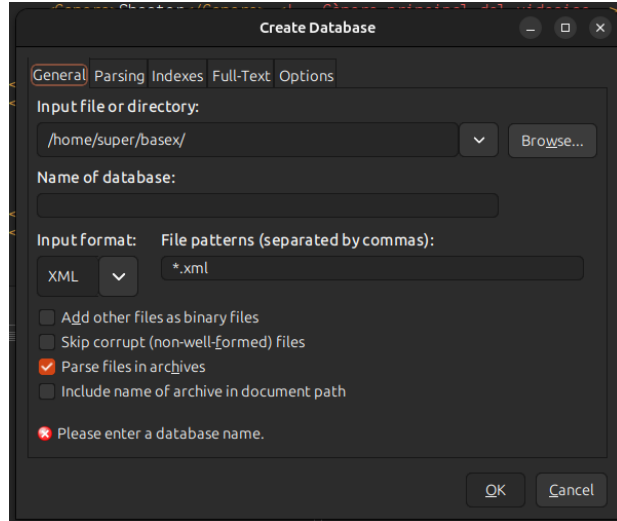 <Genere>Shooter</Genere>
Create Database
General Parsing Indexes Full-Text Options
Input file or directory:
/home/super/basex/ Browse...
Name of database:
Input format: File patterns (separated by commas):
XML *.xml
Add other files as binary files
Skip corrupt (non-well-formed) files
Parse files in archives
Include name of archive in document path
Please enter a database name.
OK Cancel